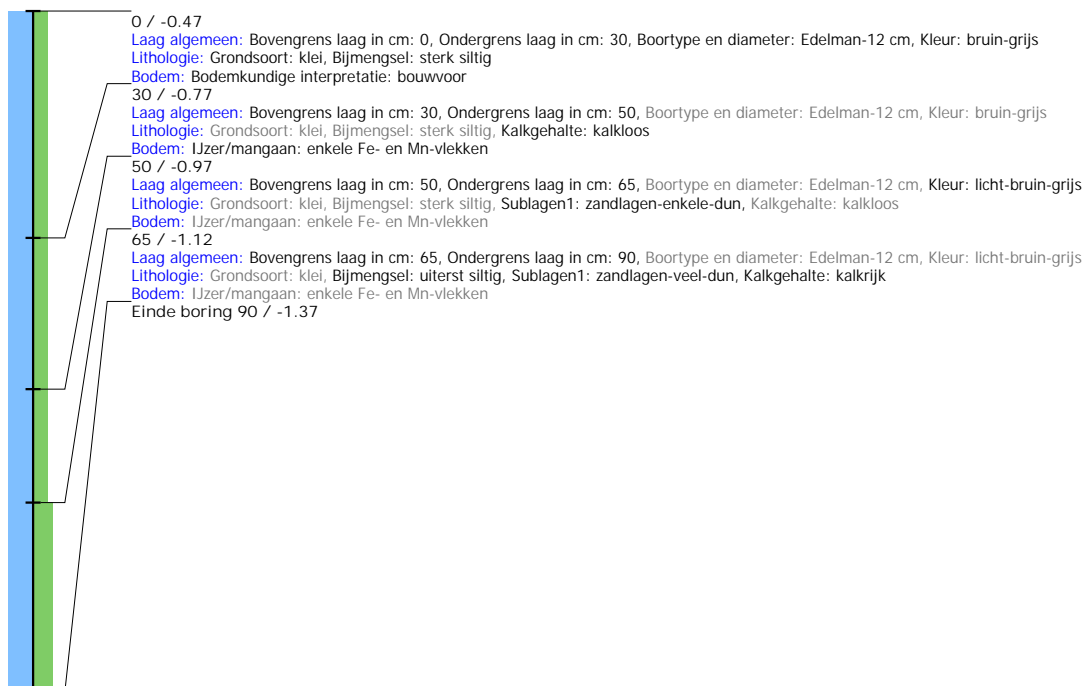 0 / -0.47
Laag algemeen: Bovengrens laag in cm: 0, Ondergrens laag in cm: 30, Boortype en diameter: Edelman-12 cm, Kleur: bruin-grijs
Lithologie: Grondsoort: klei, Bijmengsel: sterk siltig
Bodem: Bodemkundige interpretatie: bouwvoor
30 / -0.77
Laag algemeen: Bovengrens laag in cm: 30, Ondergrens laag in cm: 50, Boortype en diameter: Edelman-12 cm, Kleur: bruin-grijs
Lithologie: Grondsoort: klei, Bijmengsel: sterk siltig, Kalkgehalte: kalkloos
Bodem: IJzer/mangaan: enkele Fe- en Mn-vlekken
50 / -0.97
Laag algemeen: Bovengrens laag in cm: 50, Ondergrens laag in cm: 65, Boortype en diameter: Edelman-12 cm, Kleur: licht-bruin-grijs
Lithologie: Grondsoort: klei, Bijmengsel: sterk siltig, Sublagen1: zandlagen-enkele-dun, Kalkgehalte: kalkloos
Bodem: IJzer/mangaan: enkele Fe- en Mn-vlekken
65 / -1.12
Laag algemeen: Bovengrens laag in cm: 65, Ondergrens laag in cm: 90, Boortype en diameter: Edelman-12 cm, Kleur: licht-bruin-grijs
Lithologie: Grondsoort: klei, Bijmengsel: uiterst siltig, Sublagen1: zandlagen-veel-dun, Kalkgehalte: kalkrijk
Bodem: IJzer/mangaan: enkele Fe- en Mn-vlekken
Einde boring 90 / -1.37